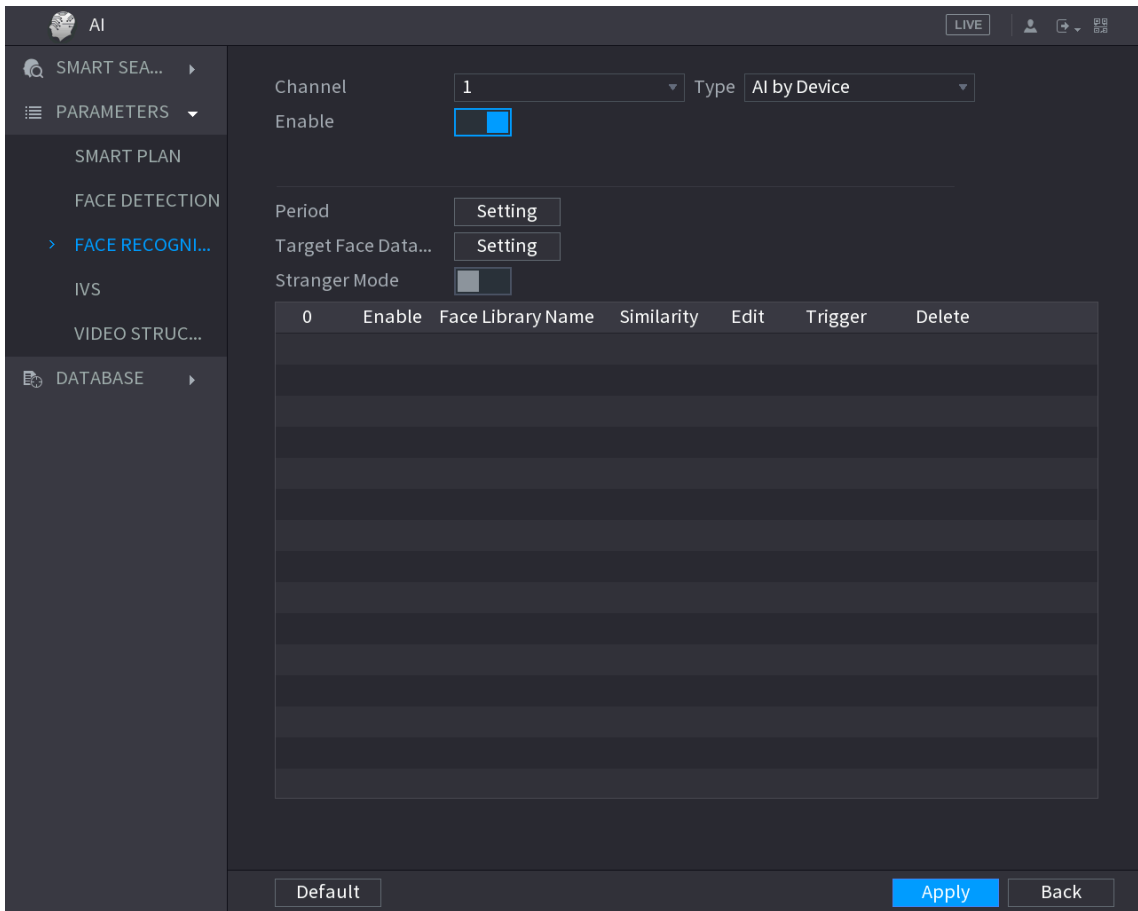 AI
LIVE
SMART SEA...
PARAMETERS
SMART PLAN
FACE DETECTION
FACE RECOGNI...
IVS
VIDEO STRUC...
DATABASE
Channel 1 Type AI by Device
Enable
Period Setting
Target Face Data... Setting
Stranger Mode
0 Enable Face Library Name Similarity Edit Trigger Delete
Default Apply Back